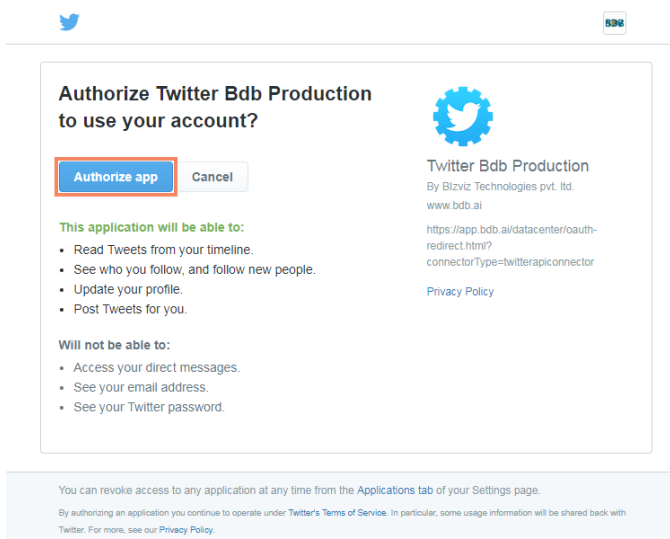 BDB
Authorize Twitter Bdb Production
to use your account?
Authorize app
Cancel
This application will be able to:
• Read Tweets from your timeline.
• See who you follow, and follow new people.
• Update your profile.
• Post Tweets for you.
Will not be able to:
• Access your direct messages.
• See your email address.
• See your Twitter password.
Twitter Bdb Production
By BIzviz Technologies pvt. ltd.
www.bdb.ai
https://app.bdb.ai/datacenter/oauth-
redirect.html?
connectorType=twitterapiconnector
Privacy Policy
You can revoke access to any application at any time from the Applications tab of your Settings page.
By authorizing an application you continue to operate under Twitter's Terms of Service. In particular, some usage information will be shared back with
Twitter. For more, see our Privacy Policy.